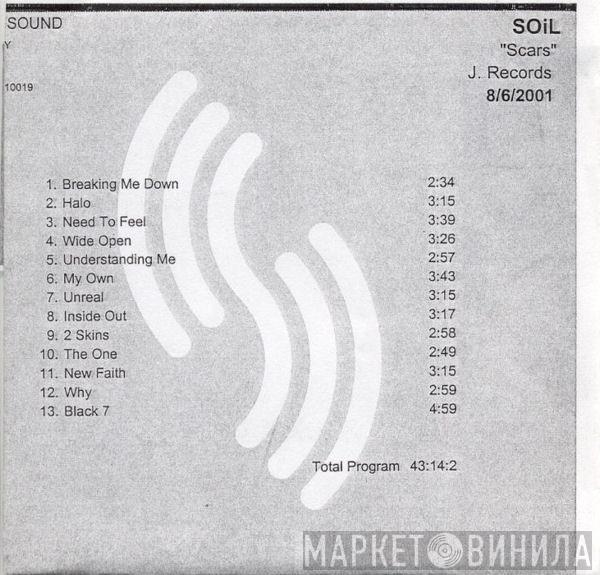 SOUND
Y
10019
SOiL
"Scars"
J. Records
8/6/2001
1. Breaking Me Down 2:34
2. Halo 3:15
3. Need To Feel 3:39
4. Wide Open 3:26
5. Understanding Me 2:57
6. My Own 3:43
7. Unreal 3:15
8. Inside Out 3:17
9. 2 Skins 2:58
10. The One 2:49
11. New Faith 3:15
12. Why 2:59
13. Black 7 4:59
Total Program 43:14:2
МАРКЕТ ВИНИЛА